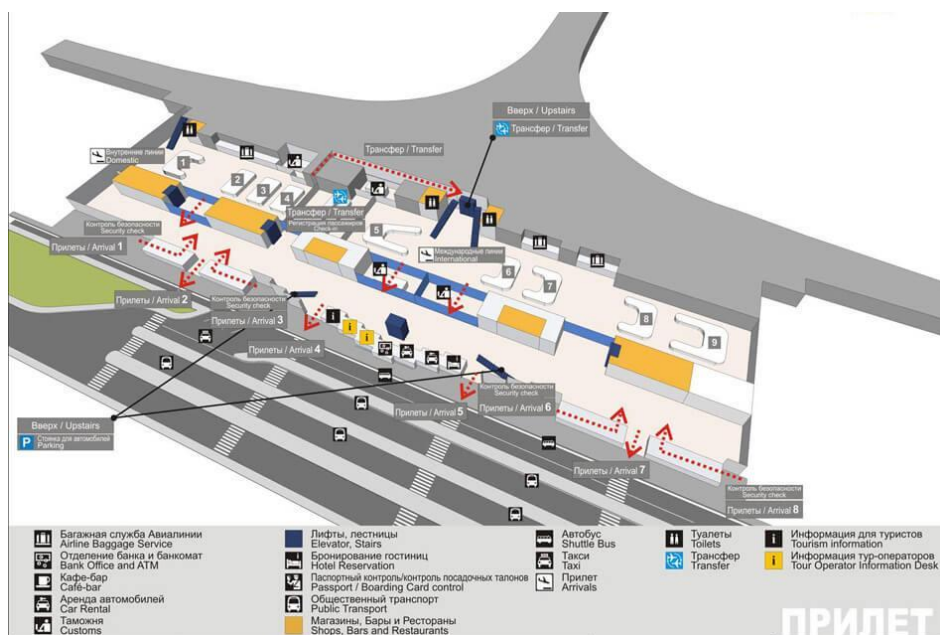 Вверх / Upstairs
Трансфер / Transfer
Трансфер / Transfer
Внутренние линии
Domestic
1
2
3
4
Трансфер / Transfer
Регистрация пассажиров
Check-in
5
Международные линии
International
6
7
8
9
Контроль безопасности
Security check
Прилеты / Arrival 1
Прилеты / Arrival 2
Контроль безопасности
Security check
Прилеты / Arrival 3
Прилеты / Arrival 4
Прилеты / Arrival 5
Контроль безопасности
Security check
Прилеты / Arrival 6
Прилеты / Arrival 7
Контроль безопасности
Security check
Прилеты / Arrival 8
Вверх / Upstairs
P Стоянка для автомобилей
Parking
Багажная служба Авиалинии
Airline Baggage Service
Отделение банка и банкомат
Bank Office and ATM
Кафе-бар
Café-bar
Аренда автомобилей
Car Rental
Таможня
Customs
Лифты, лестницы
Elevator, Stairs
Бронирование гостиниц
Hotel Reservation
Паспортный контроль/контроль посадочных талонов
Passport / Boarding Card control
Общественный транспорт
Public Transport
Магазины, Бары и Рестораны
Shops, Bars and Restaurants
Автобус
Shuttle Bus
Такси
Taxi
Прилет
Arrivals
Туалеты
Toilets
Трансфер
Transfer
i Информация для туристов
Tourism information
i Информация тур-операторов
Tour Operator Information Desk
ПРИЛЕТ